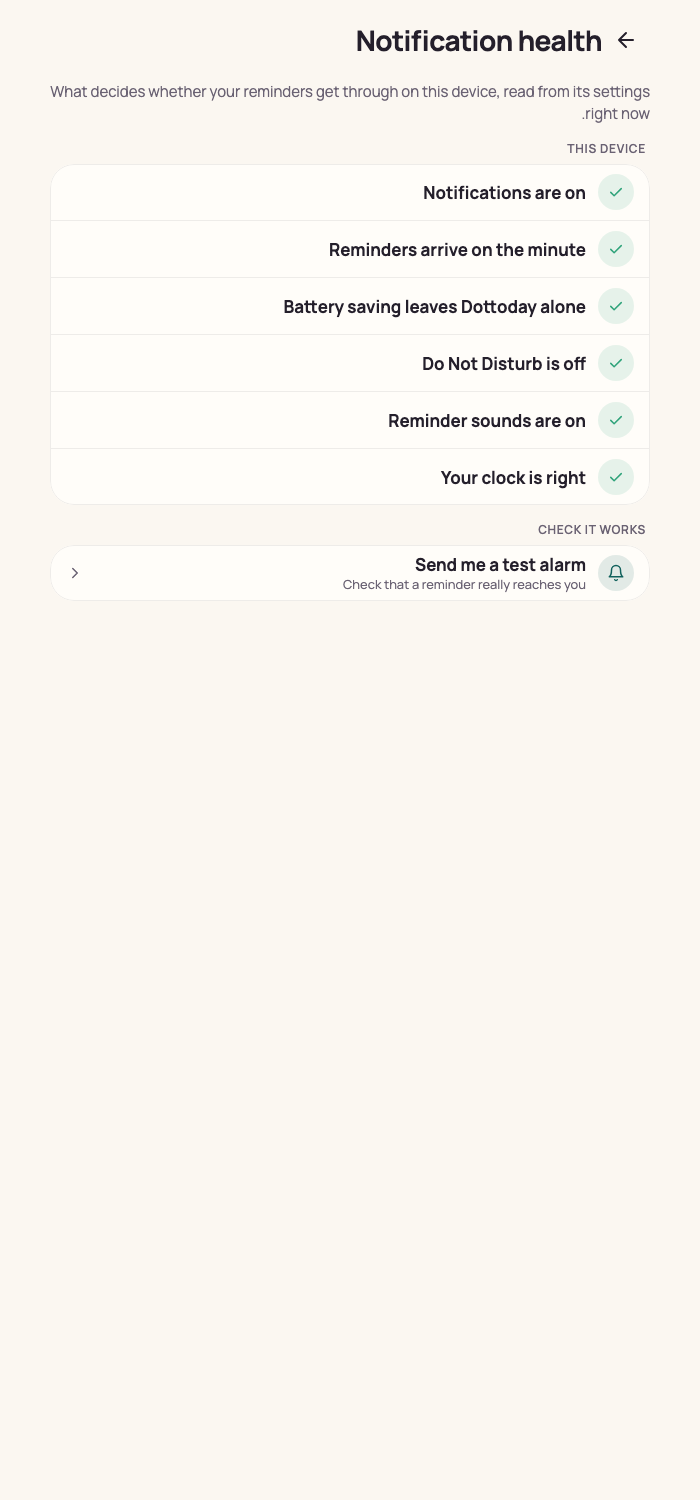 Notification health
What decides whether your reminders get through on this device, read from its settings
.right now
THIS DEVICE
Notifications are on
Reminders arrive on the minute
Battery saving leaves Dottoday alone
Do Not Disturb is off
Reminder sounds are on
Your clock is right
CHECK IT WORKS
Send me a test alarm
Check that a reminder really reaches you